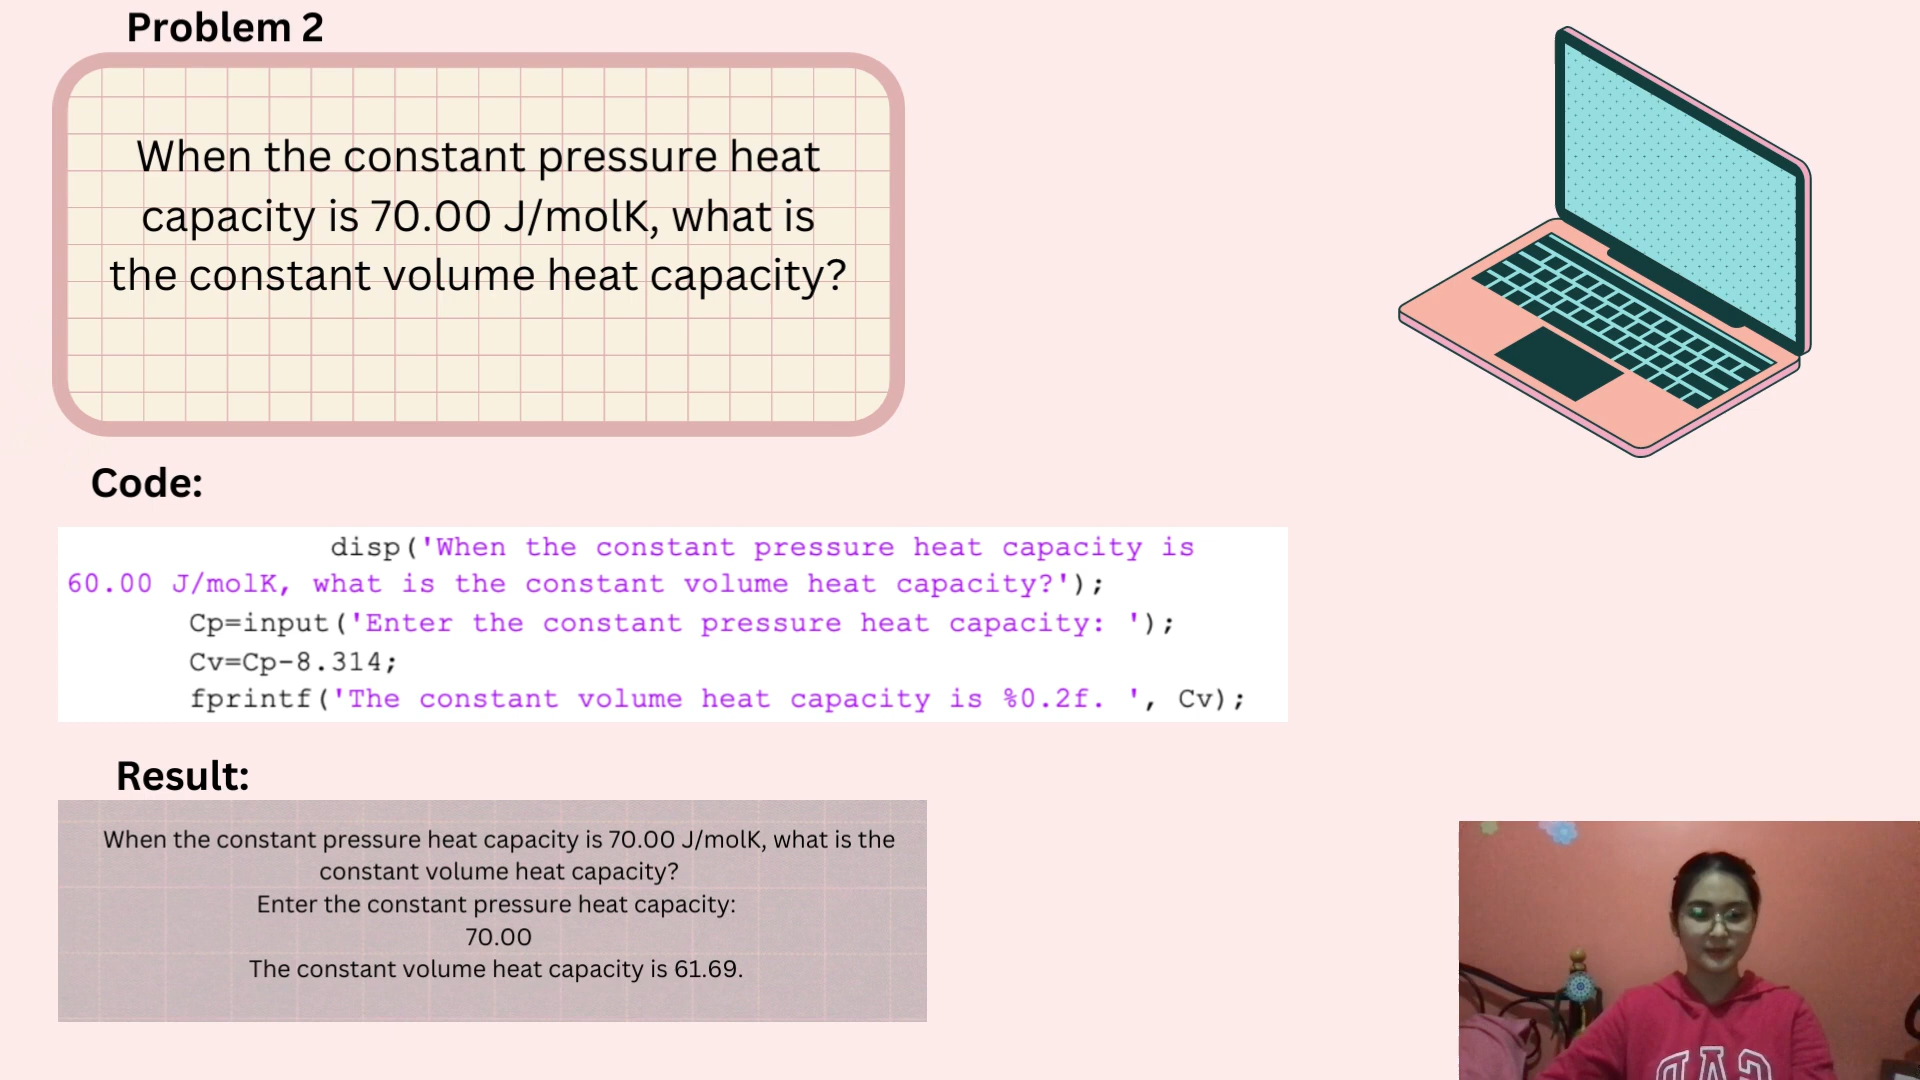 Problem 2
When the constant pressure heat
capacity is 70.00 J/molK, what is
the constant volume heat capacity?
Code:
disp('When the constant pressure heat capacity is
60.00 J/molK, what is the constant volume heat capacity?');
Cp=input('Enter the constant pressure heat capacity: ');
Cv=Cp-8.314;
fprintf('The constant volume heat capacity is %0.2f. ', Cv);
Result:
When the constant pressure heat capacity is 70.00 J/molK, what is the
constant volume heat capacity?
Enter the constant pressure heat capacity:
70.00
The constant volume heat capacity is 61.69.
GAP